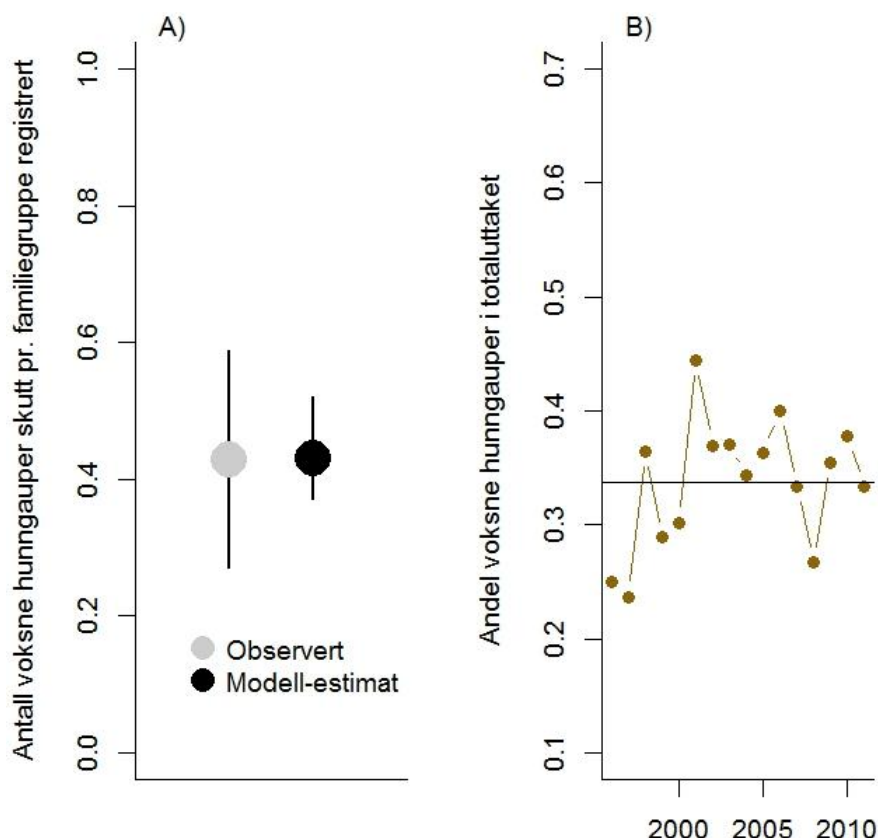 A)
Antall voksne hunngauper skutt pr. familiegruppe registrert
1.0
0.8
0.6
0.4
0.2
0.0
Observert
Modell-estimat
B)
Andel voksne hunngauper i totaluttaket
0.7
0.6
0.5
0.4
0.3
0.2
0.1
2000 2005 2010